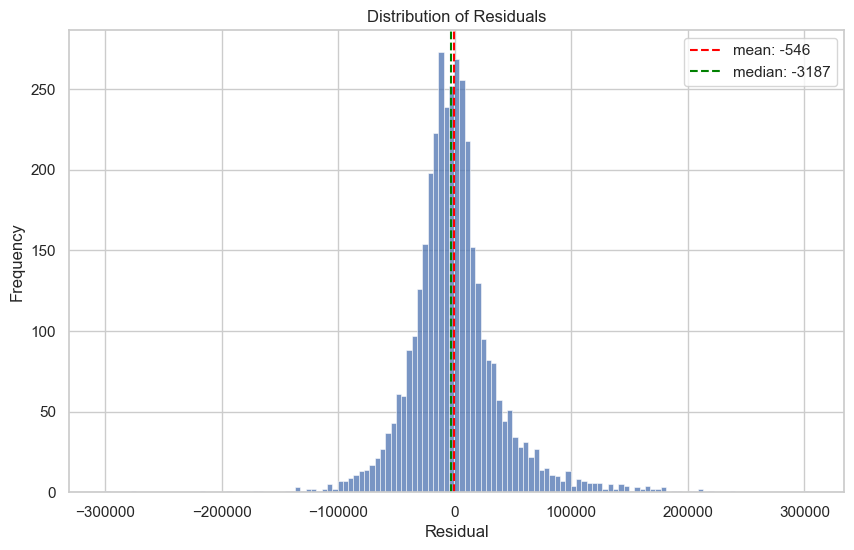 Distribution of Residuals
mean: -546
median: -3187
250
200
150
100
50
0
Frequency
−300000
−200000
−100000
0
100000
200000
300000
Residual